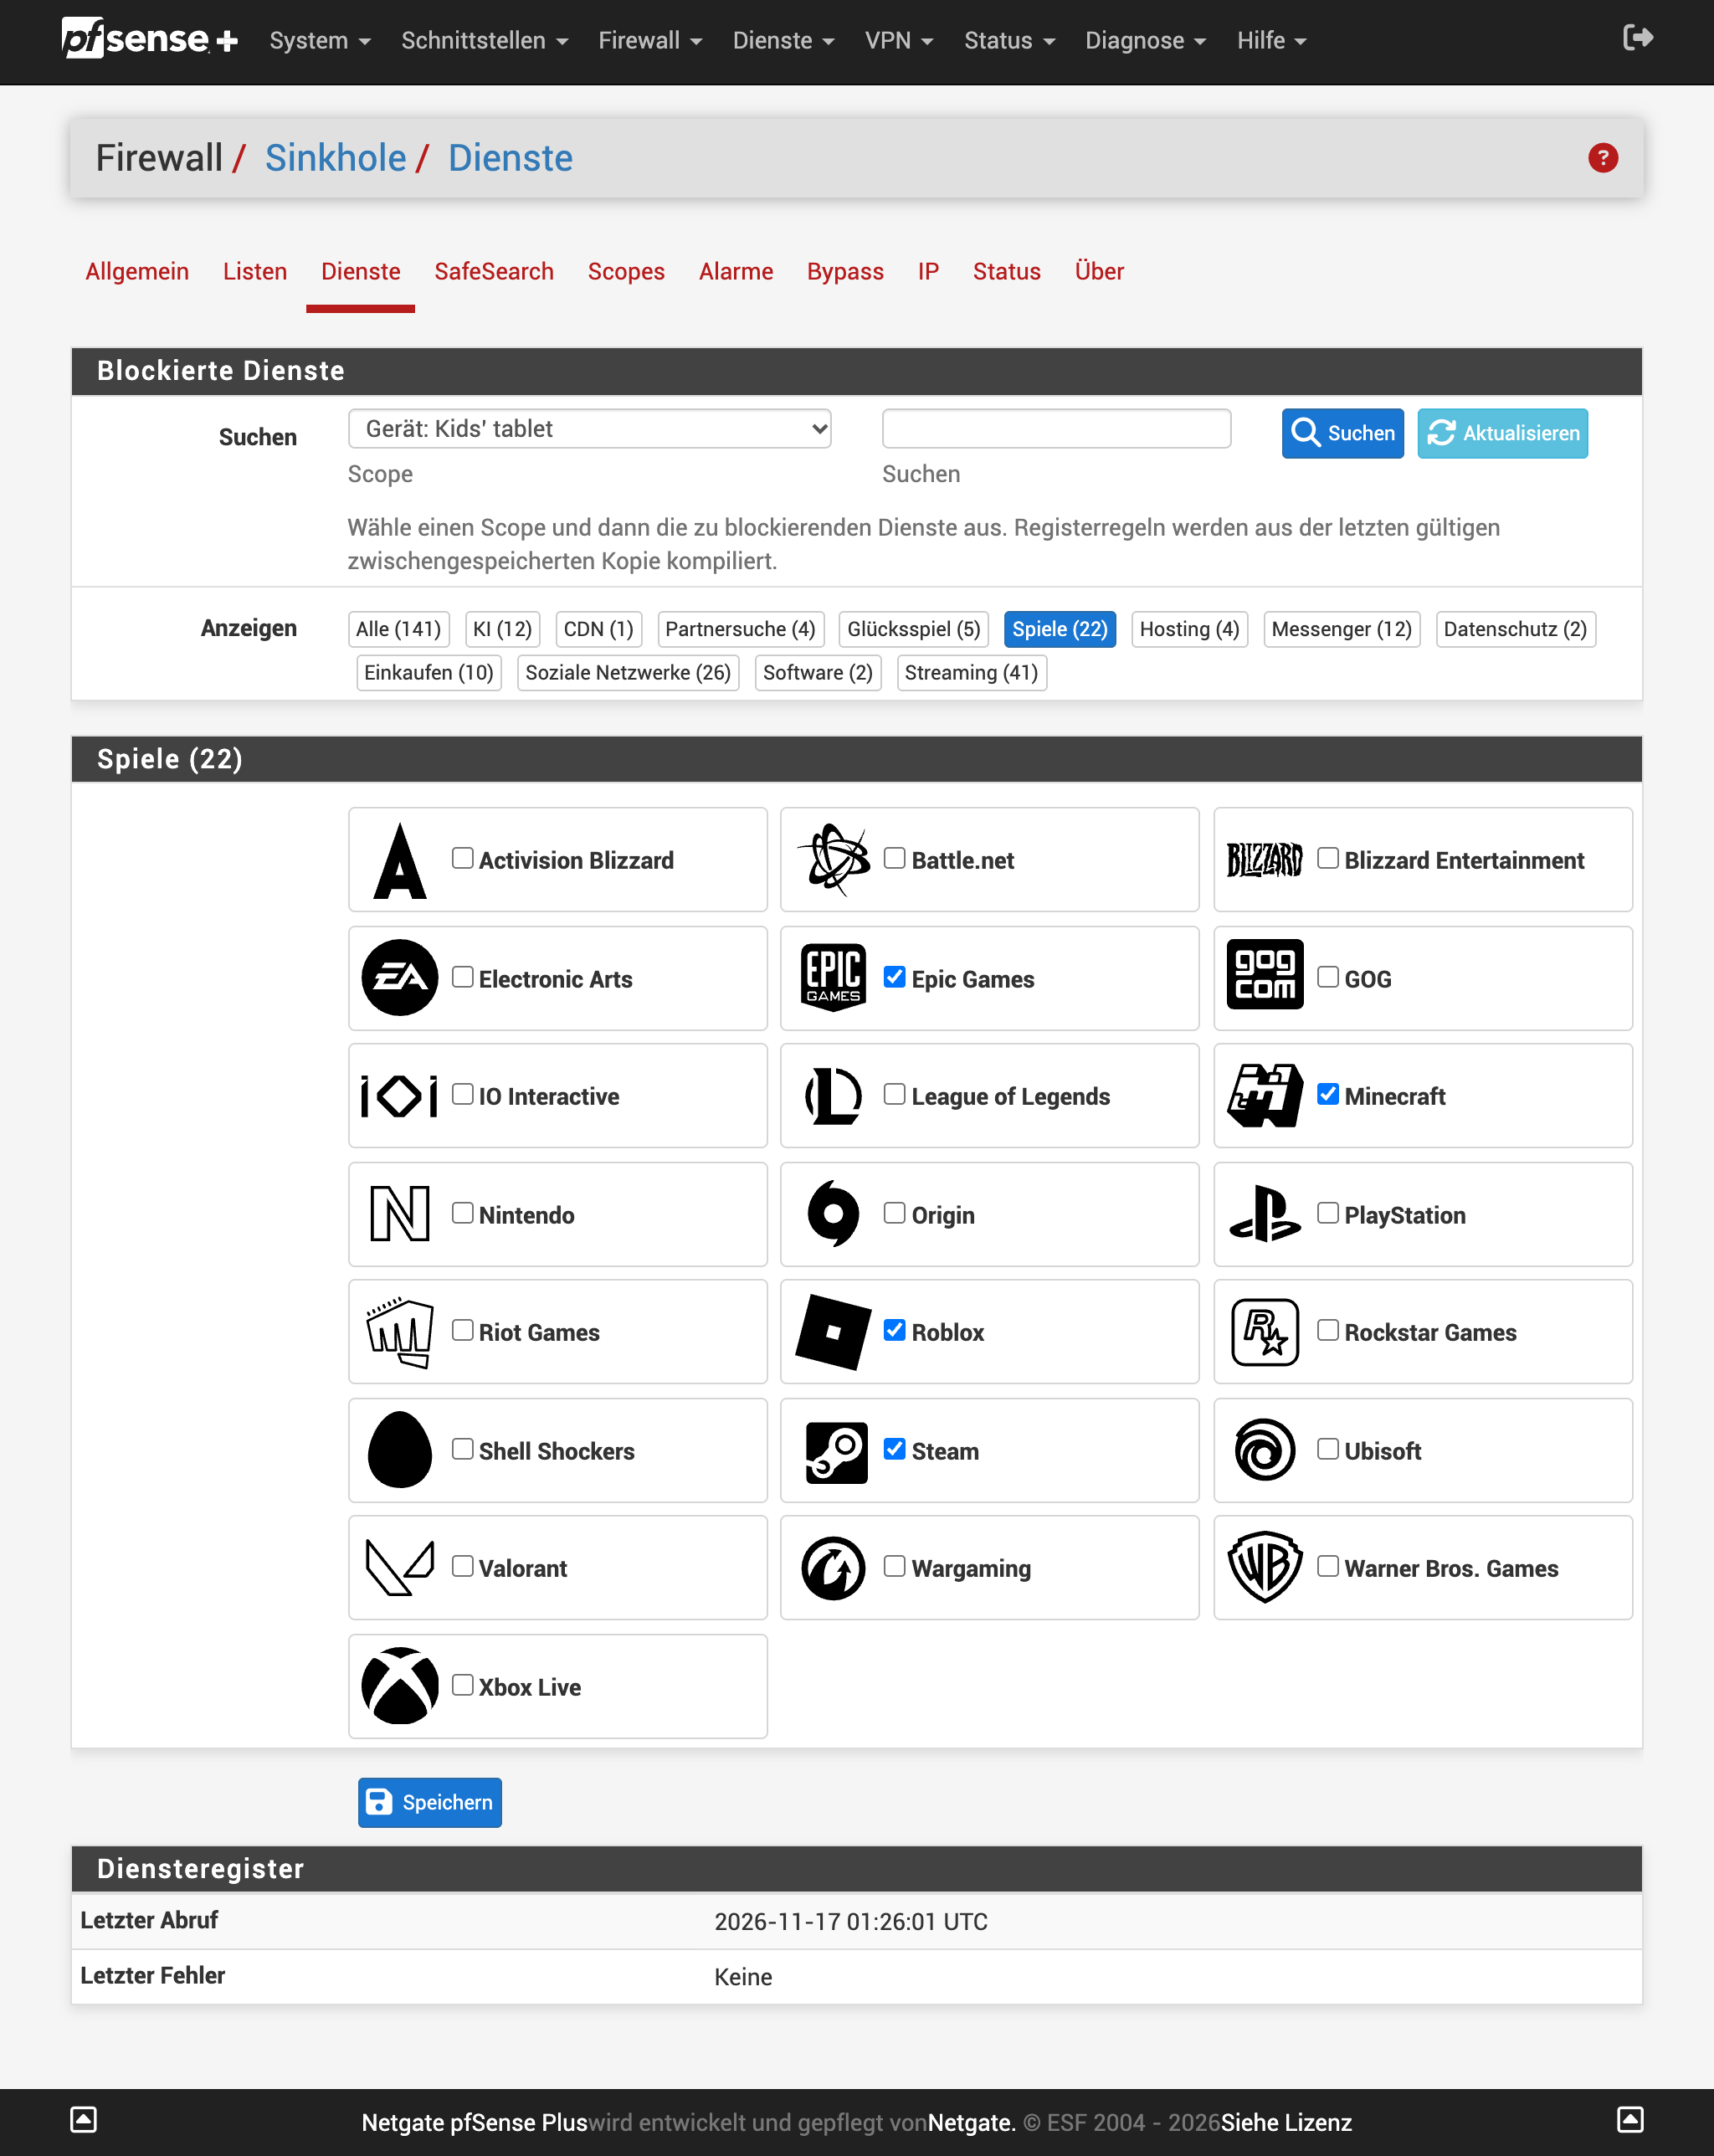 pfsense + System Schnittstellen Firewall Dienste VPN Status Diagnose Hilfe
Firewall / Sinkhole / Dienste ?
Allgemein Listen Dienste SafeSearch Scopes Alarme Bypass IP Status Über
Blockierte Dienste
Suchen Gerät: Kids' tablet Suchen Aktualisieren
Scope Suchen
Wähle einen Scope und dann die zu blockierenden Dienste aus. Registerregeln werden aus der letzten gültigen
zwischengespeicherten Kopie kompiliert.
Anzeigen Alle (141) KI (12) CDN (1) Partnersuche (4) Glücksspiel (5) Spiele (22) Hosting (4) Messenger (12) Datenschutz (2)
Einkaufen (10) Soziale Netzwerke (26) Software (2) Streaming (41)
Spiele (22)
Activision Blizzard Battle.net BLIZZARD Blizzard Entertainment
EA Electronic Arts EPIC GAMES Epic Games gog com GOG
IOI IO Interactive League of Legends Minecraft
Nintendo Origin PlayStation
Riot Games Roblox R Rockstar Games
Shell Shockers Steam Ubisoft
Valorant Wargaming WB Warner Bros. Games
Xbox Live
Speichern
Diensteregister
Letzter Abruf 2026-11-17 01:26:01 UTC
Letzter Fehler Keine
Netgate pfSense Plus wird entwickelt und gepflegt von Netgate. © ESF 2004 - 2026 Siehe Lizenz